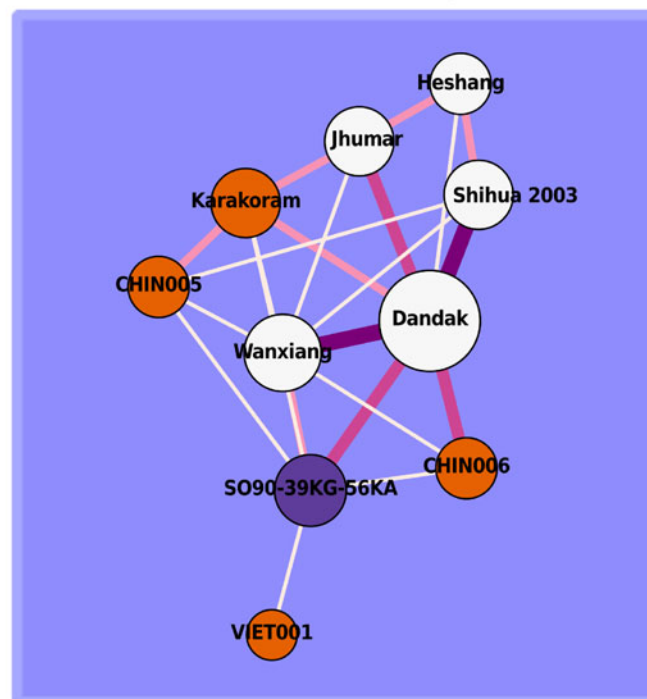 Heshang
Jhumar
Karakoram
Shihua 2003
CHIN005
Dandak
Wanxiang
CHIN006
SO90-39KG-56KA
VIET001